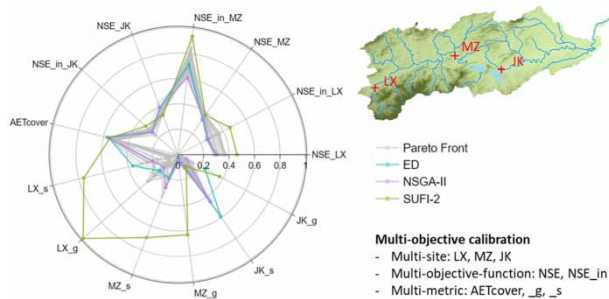 NSE_in_MZ
NSE_JK
NSE_MZ
NSE_in_JK
NSE_in_LX
AETcover
NSE_LX
0
0.2
0.4
0.6
0.8
1
LX_s
JK_g
LX_g
JK_s
MZ_s
MZ_g
MZ
JK
LX
Pareto Front
ED
NSGA-II
SUFI-2
Multi-objective calibration
- Multi-site: LX, MZ, JK
- Multi-objective-function: NSE, NSE_in
- Multi-metric: AETcover, _g, _s